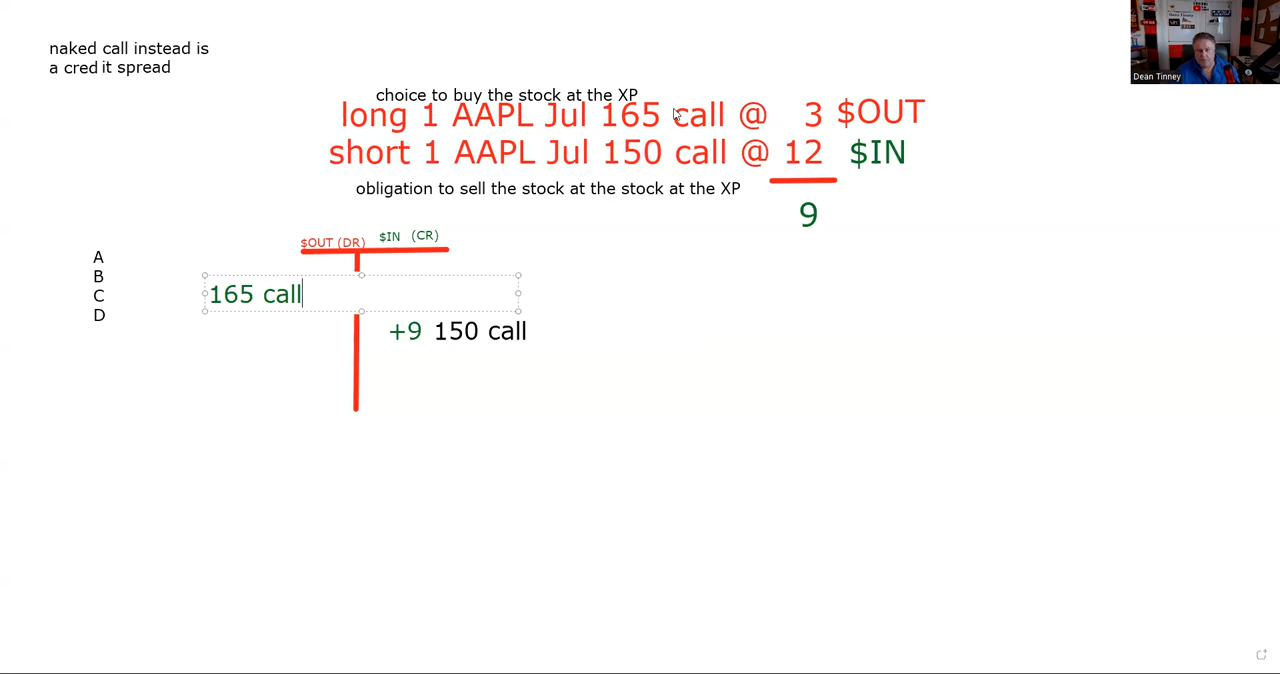 naked call instead is
a cred it spread
Dean Tinney
choice to buy the stock at the XP
long 1 AAPL Jul 165 call @ 3 $OUT
short 1 AAPL Jul 150 call @ 12 $IN
obligation to sell the stock at the stock at the XP
9
$OUT (DR) $IN (CR)
A
B
C
D
165 call
+9 150 call